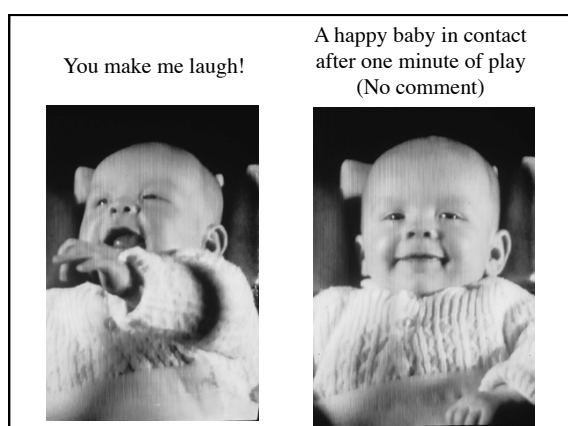 You make me laugh!
A happy baby in contact
after one minute of play
(No comment)